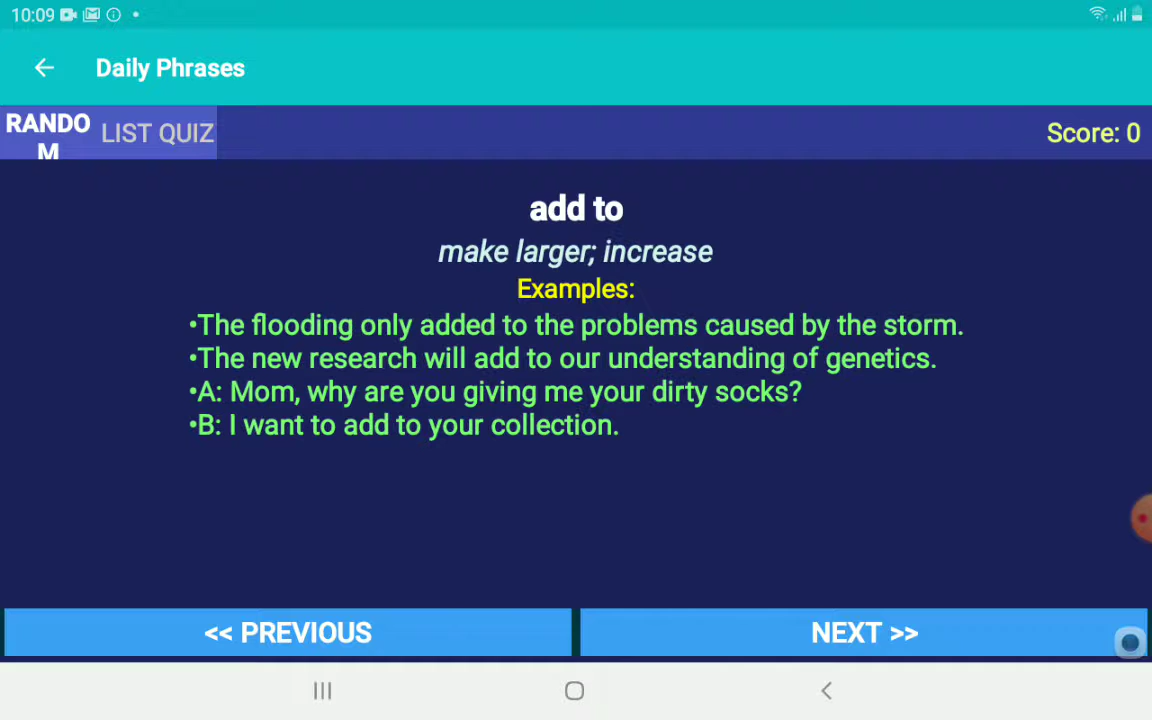 10:09
Daily Phrases
RANDO
M
LIST QUIZ
Score: 0
add to
make larger; increase
Examples:
•The flooding only added to the problems caused by the storm.
•The new research will add to our understanding of genetics.
•A: Mom, why are you giving me your dirty socks?
•B: I want to add to your collection.
<< PREVIOUS
NEXT >>